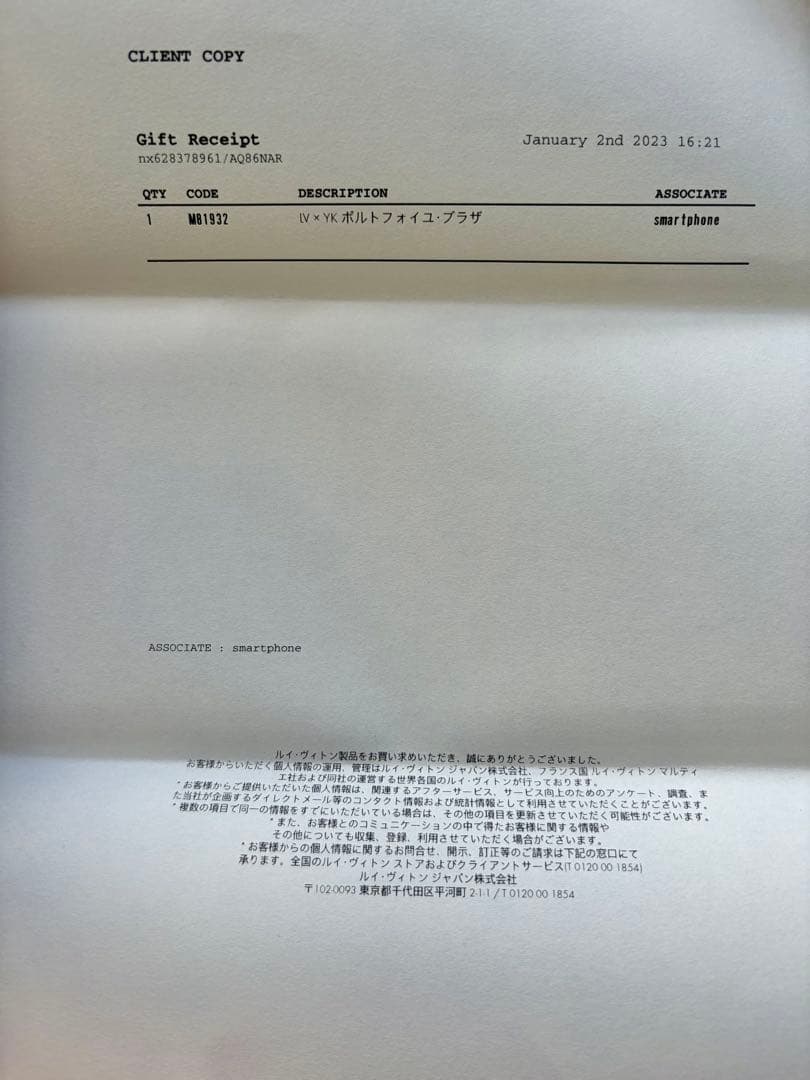 CLIENT COPY
Gift Receipt
January 2nd 2023 16:21
nx628378961/AQ86NAR
QTY CODE DESCRIPTION ASSOCIATE
1 M81932 LV×YK ポルトフォイユ・ブラザ smartphone
ASSOCIATE : smartphone
ルイ・ヴィトン製品をお買い求めいただき、誠にありがとうございました。
お客様からいただく個人情報の運用、管理はルイ・ヴィトン ジャパン株式会社、フランス国 ルイ・ヴィトン マルティ
エ社および同社の運営する世界各国のルイ・ヴィトンが行っております。
* お客様からご提供いただいた個人情報は、関連するアフターサービス、サービス向上のためのアンケート、調査、ま
た当社が企画するダイレクトメール等のコンタクト情報および統計情報として利用させていただくことがございます。
* 複数の項目で同一の情報をすでにいただいている場合は、その他の項目を更新させていただく可能性がございます。
* また、お客様とのコミュニケーションの中で得たお客様に関する情報や
その他についても収集、登録、利用させていただく場合がございます。
* お客様からの個人情報に関するお問合せ、開示、訂正等のご請求は下記の窓口にて
承ります。全国のルイ・ヴィトン ストアおよびクライアントサービス(T 0120 00 1854)
ルイ・ヴィトン ジャパン株式会社
〒102-0093 東京都千代田区平河町 2-1-1 / T 0120 00 1854